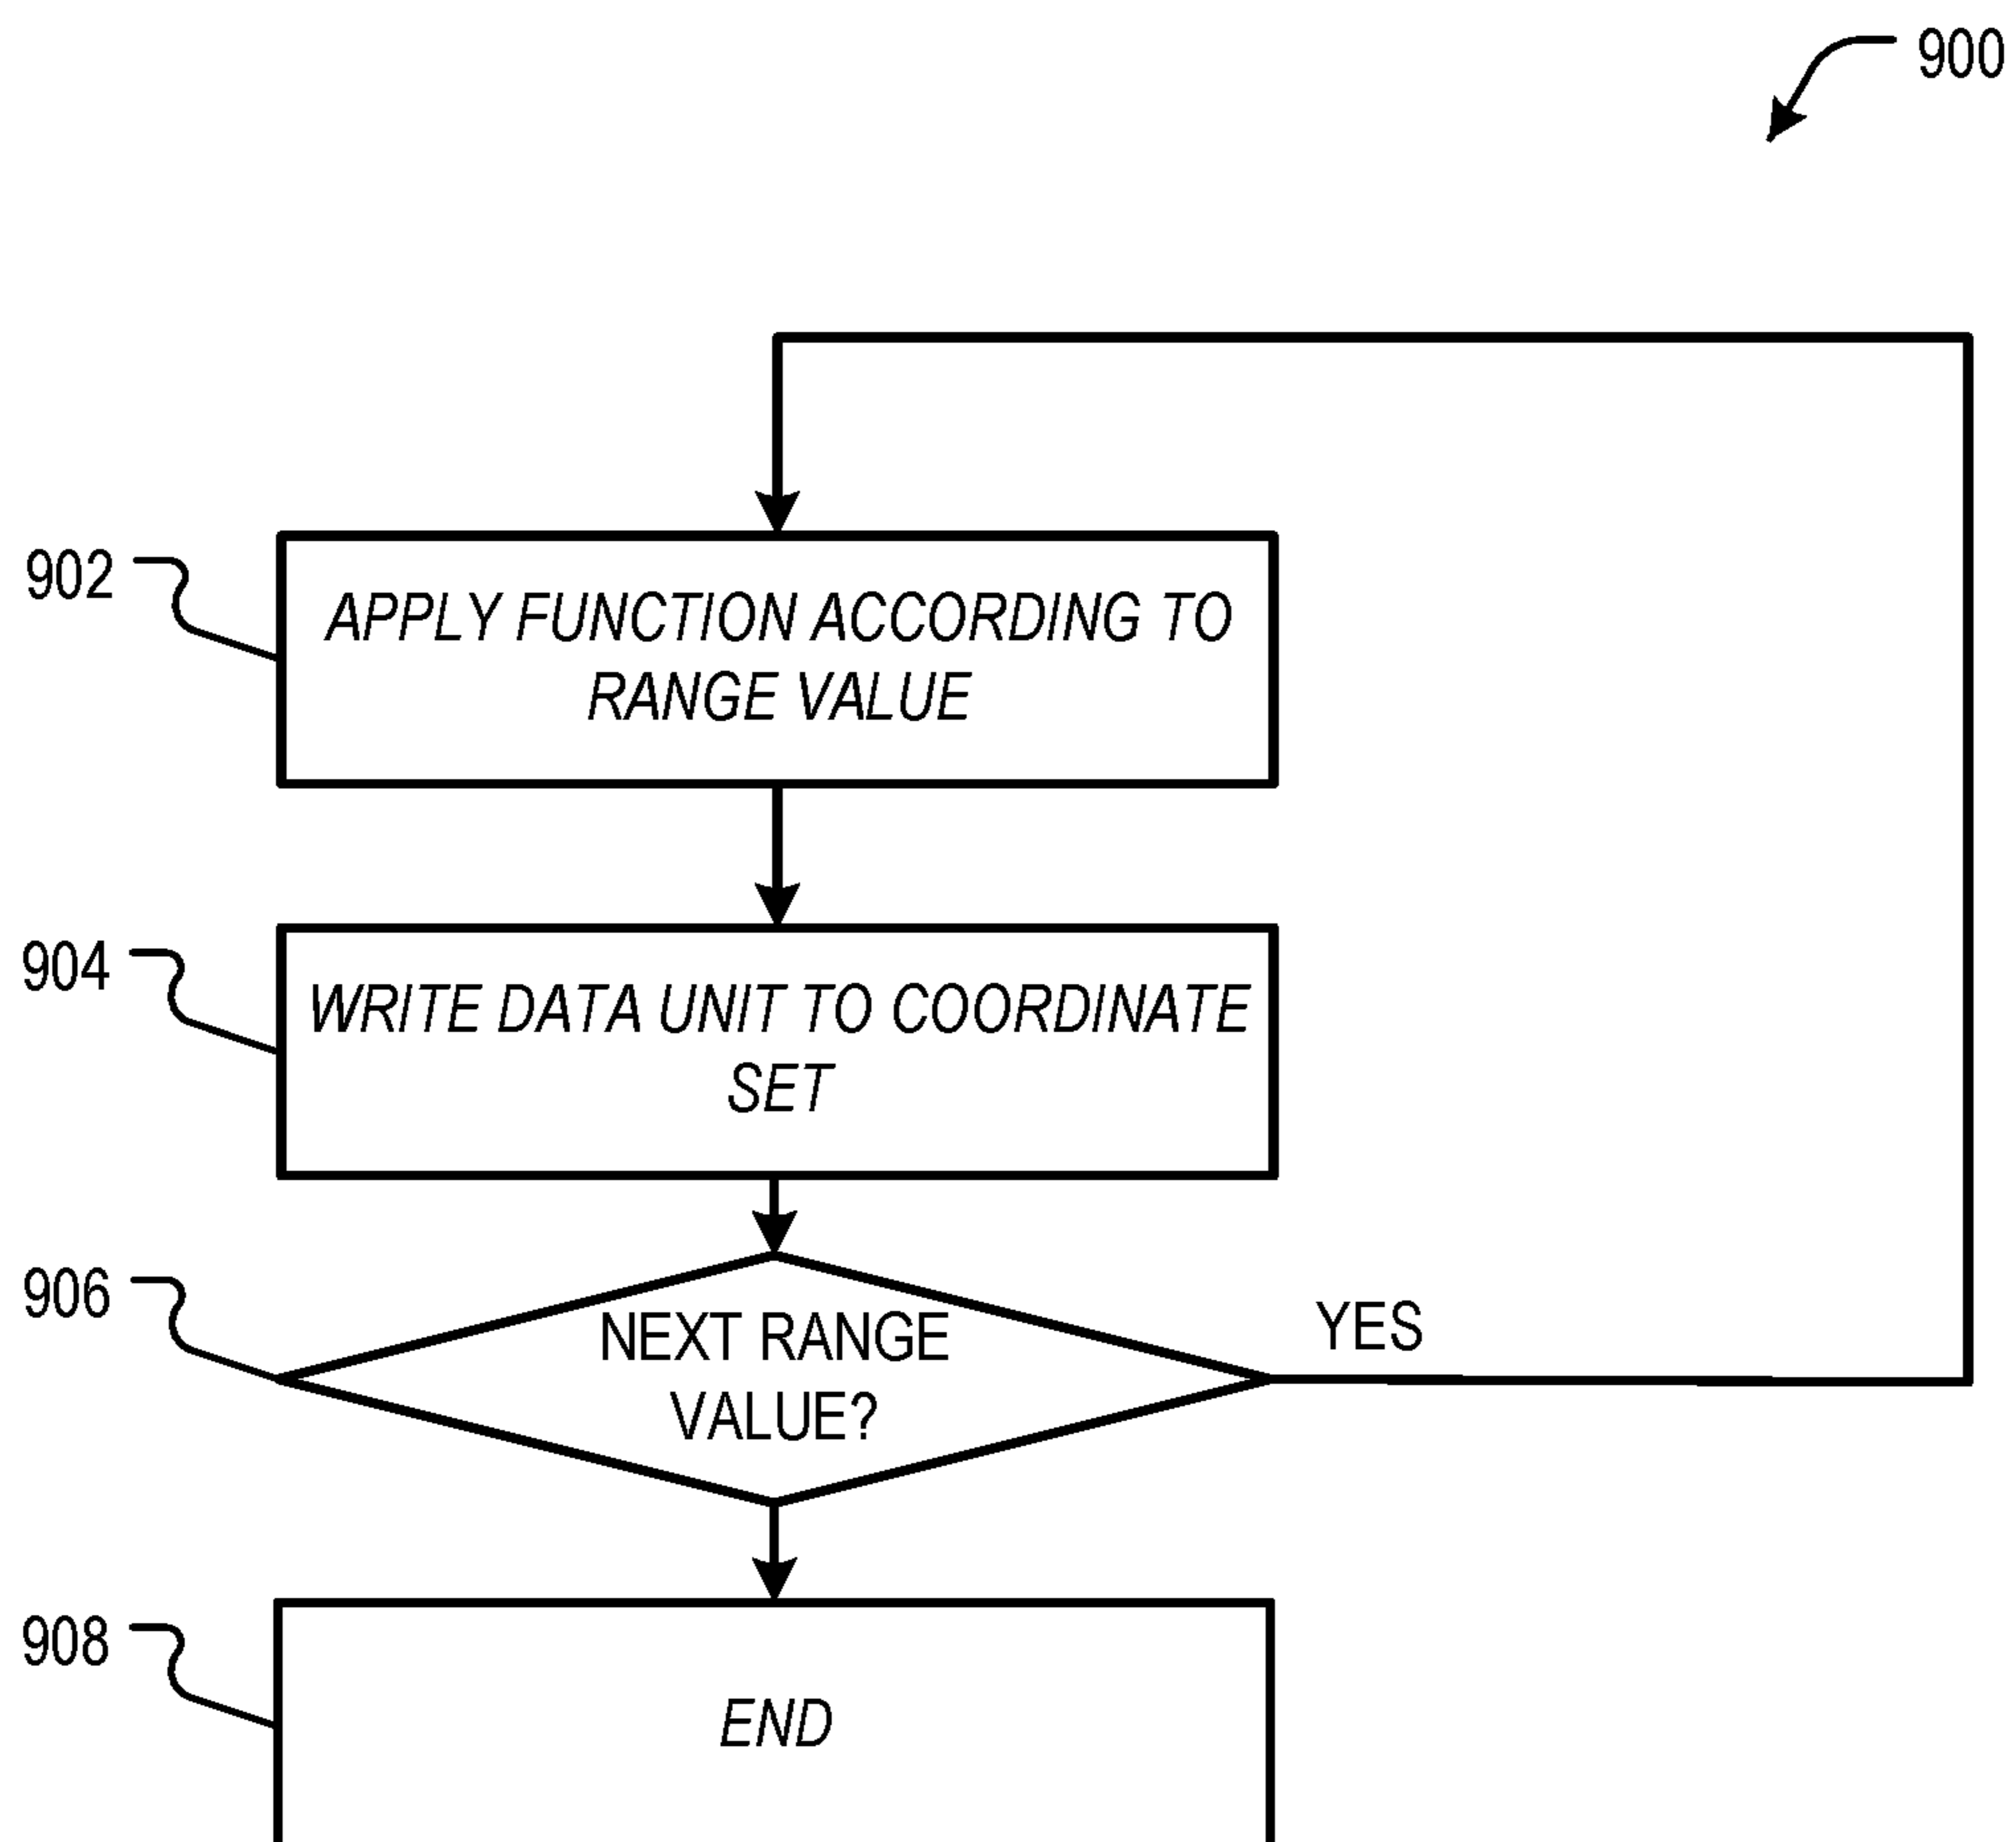 900
902
APPLY FUNCTION ACCORDING TO
RANGE VALUE
904
WRITE DATA UNIT TO COORDINATE
SET
906
NEXT RANGE
VALUE?
YES
908
END